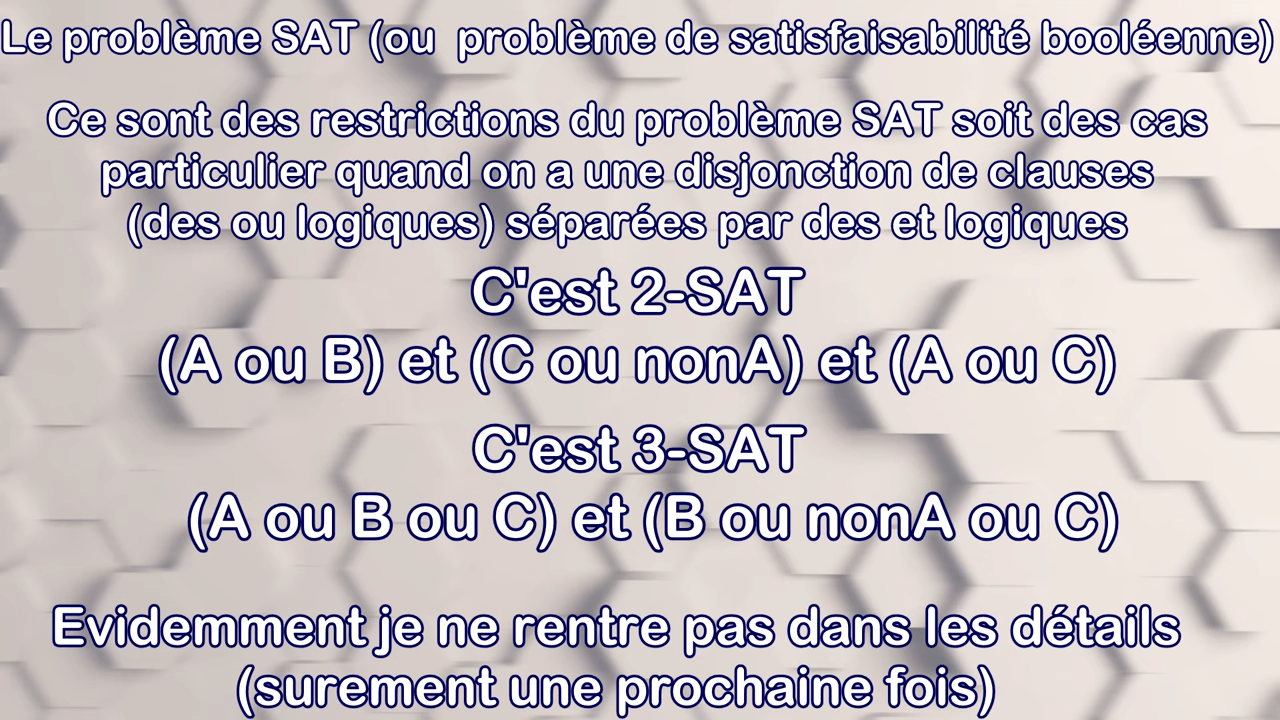 Le problème SAT (ou problème de satisfaisabilité booléenne)
Ce sont des restrictions du problème SAT soit des cas
particulier quand on a une disjonction de clauses
(des ou logiques) séparées par des et logiques
C'est 2-SAT
(A ou B) et (C ou nonA) et (A ou C)
C'est 3-SAT
(A ou B ou C) et (B ou nonA ou C)
Evidemment je ne rentre pas dans les détails
(surement une prochaine fois)